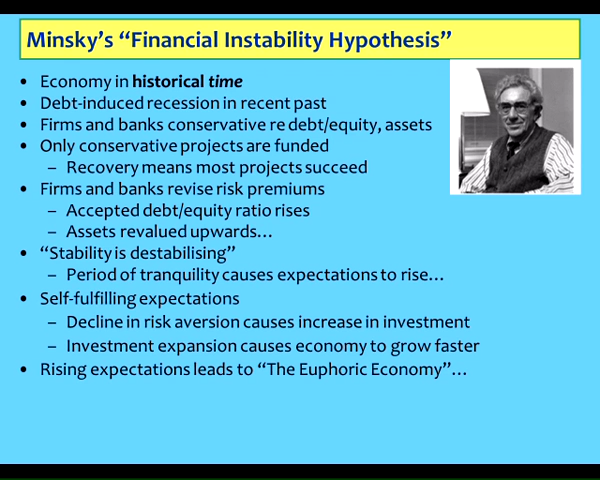 Minsky's "Financial Instability Hypothesis"
• Economy in historical time
• Debt-induced recession in recent past
• Firms and banks conservative re debt/equity, assets
• Only conservative projects are funded
– Recovery means most projects succeed
• Firms and banks revise risk premiums
– Accepted debt/equity ratio rises
– Assets revalued upwards…
• "Stability is destabilising"
– Period of tranquility causes expectations to rise…
• Self-fulfilling expectations
– Decline in risk aversion causes increase in investment
– Investment expansion causes economy to grow faster
• Rising expectations leads to "The Euphoric Economy"…